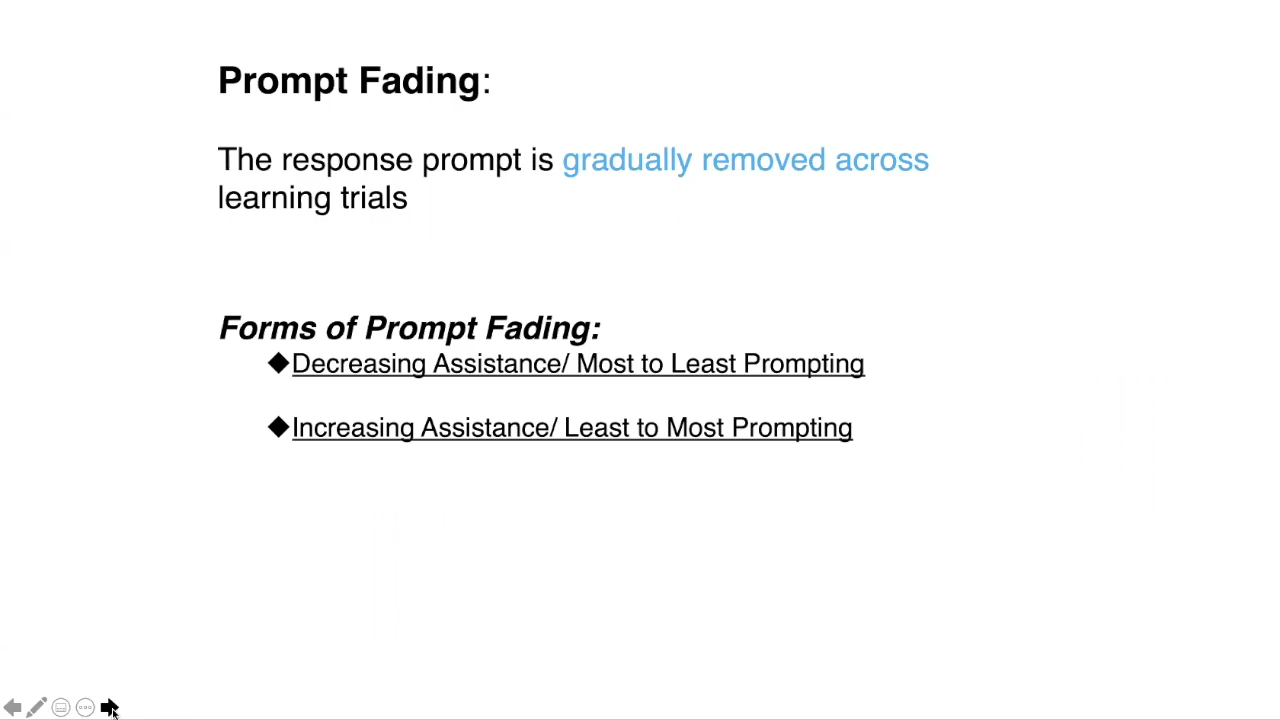 Prompt Fading:
The response prompt is gradually removed across
learning trials
Forms of Prompt Fading:
◆Decreasing Assistance/ Most to Least Prompting
◆Increasing Assistance/ Least to Most Prompting